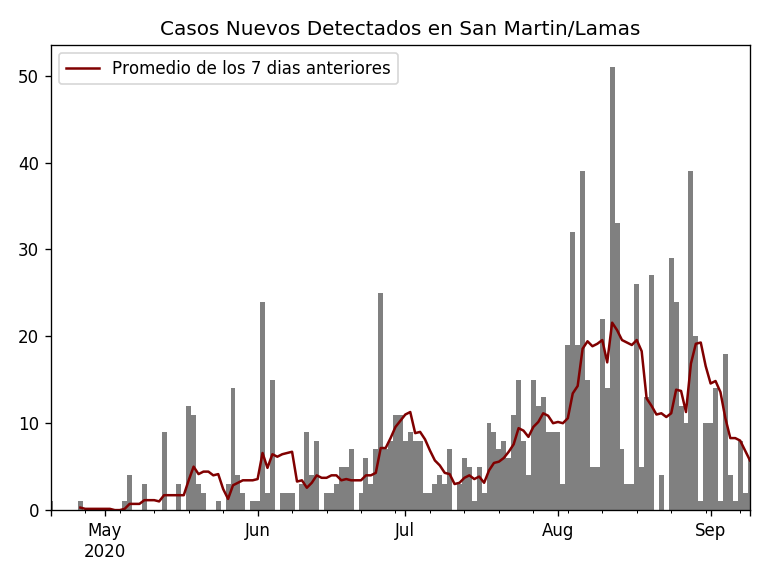 Casos Nuevos Detectados en San Martin/Lamas
Promedio de los 7 dias anteriores
50
40
30
20
10
0
May Jun Jul Aug Sep
2020